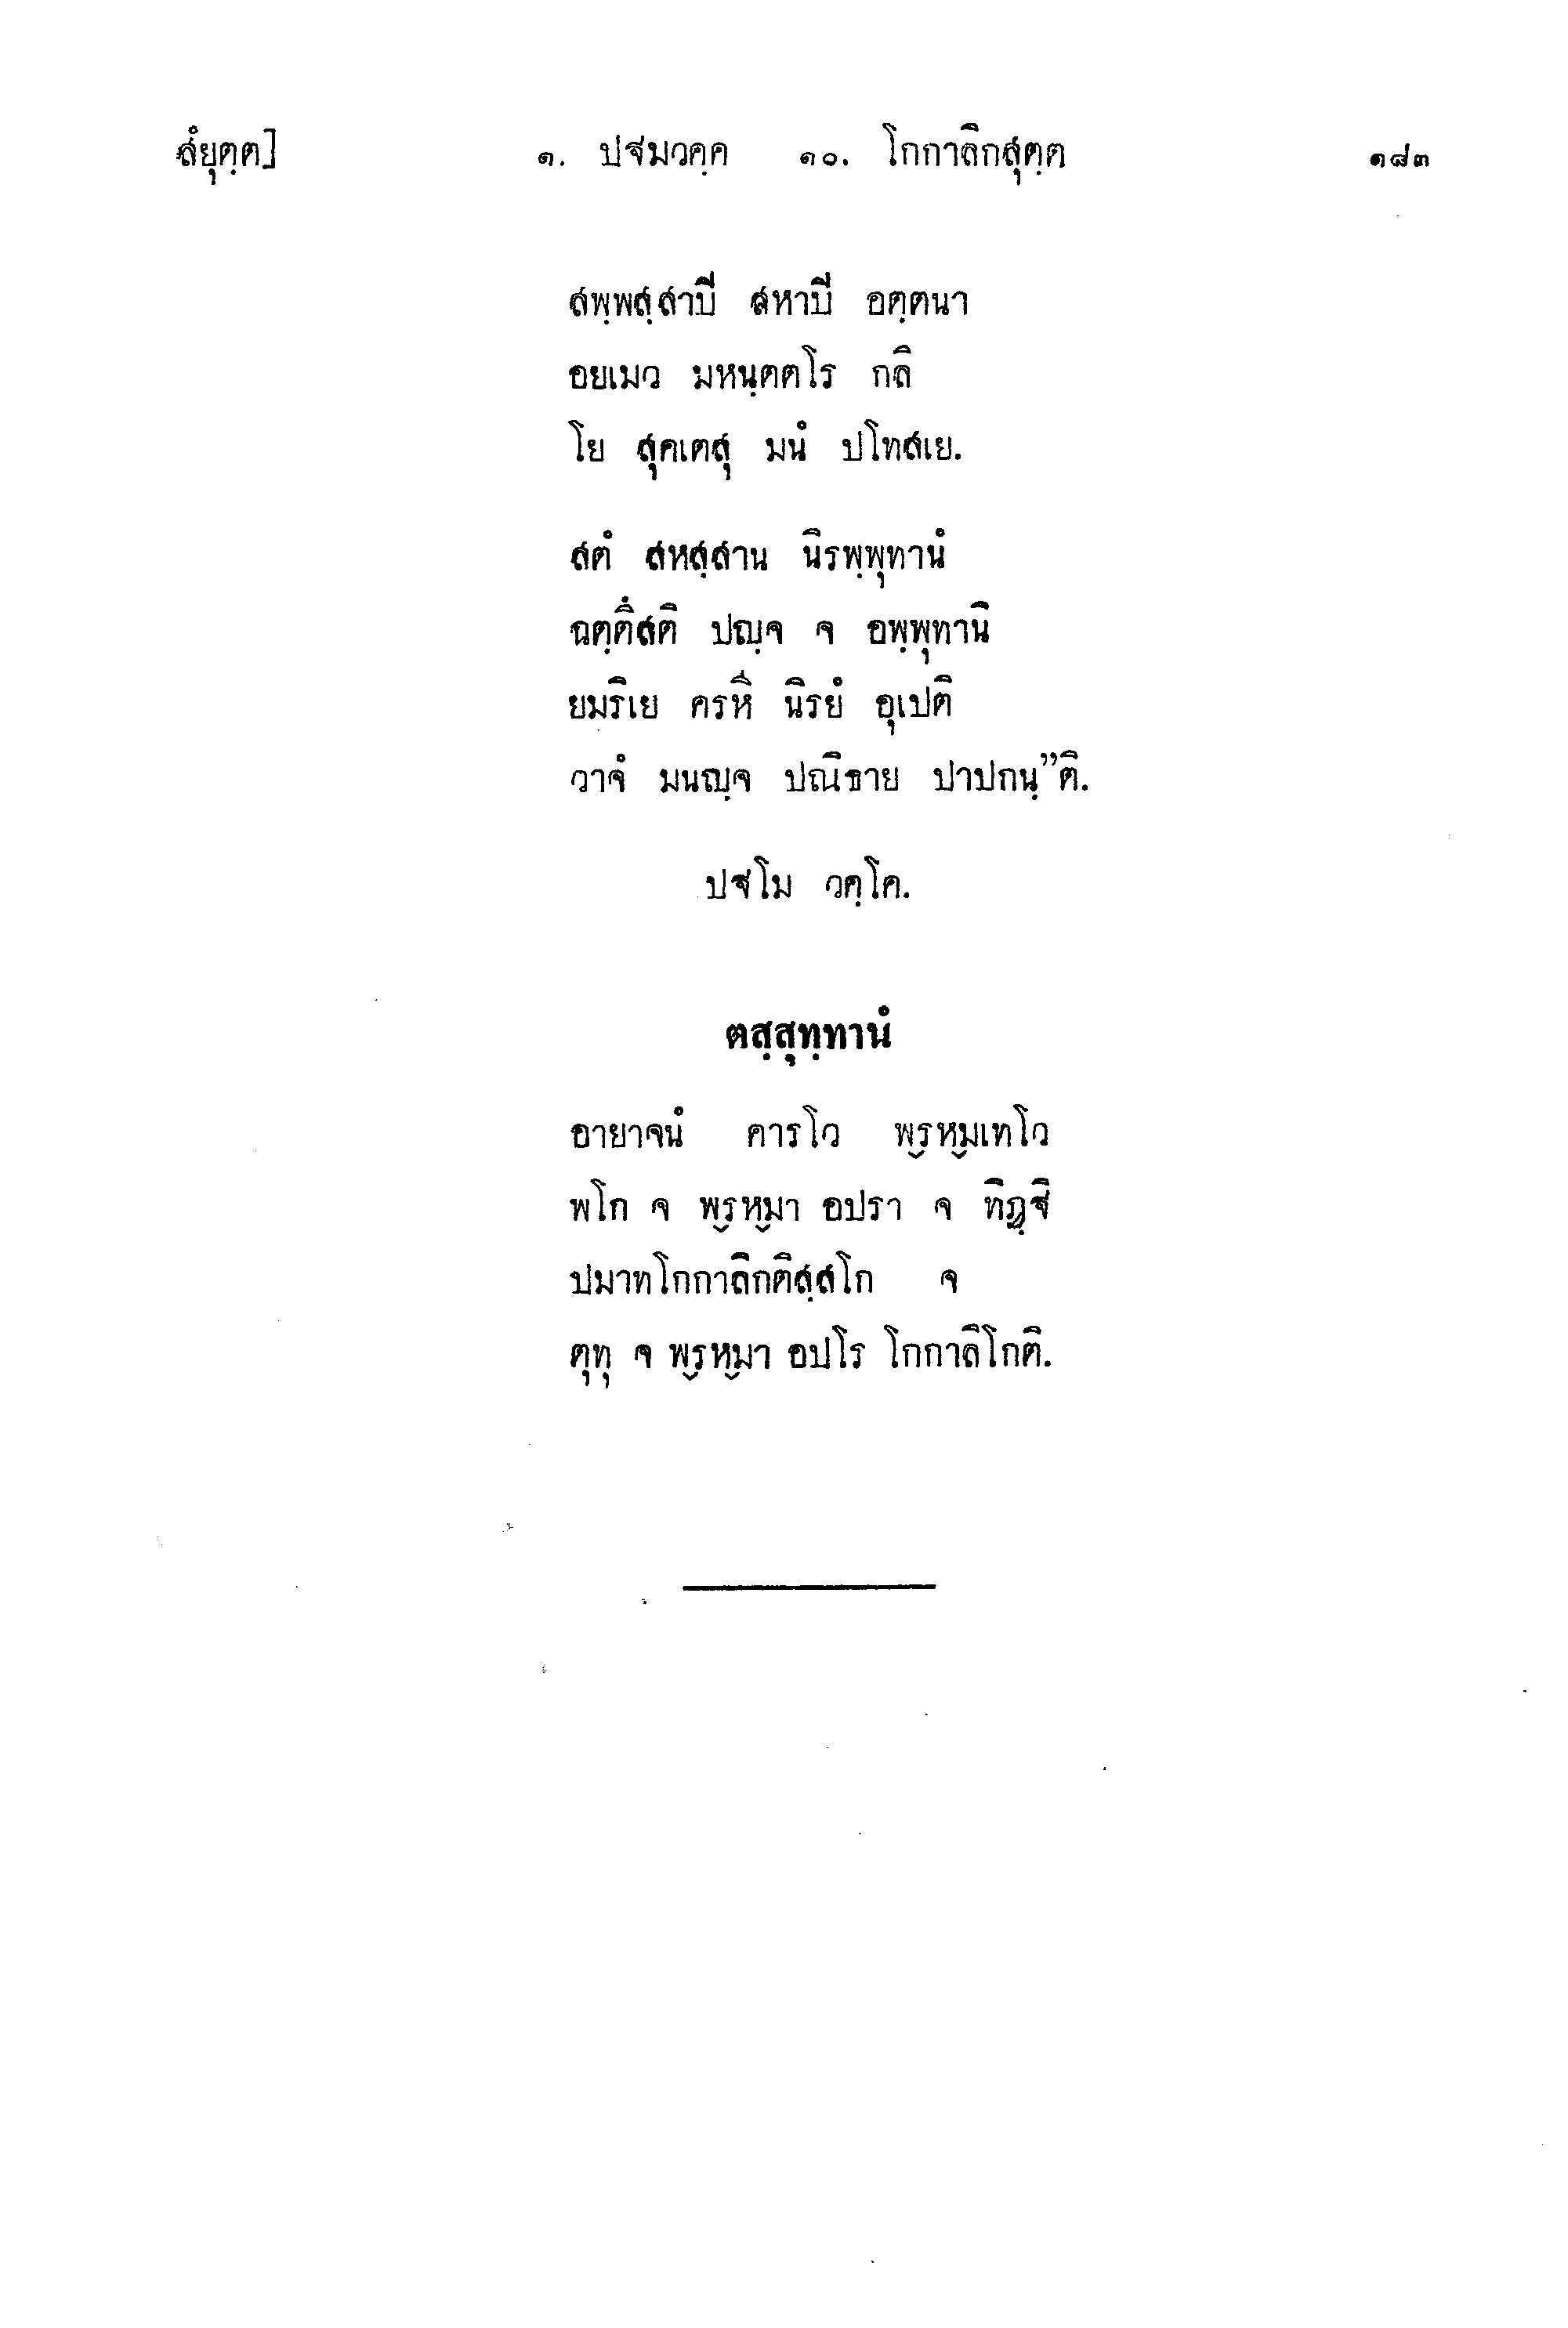 สํยุตฺต]	๑. ปฐมวคฺค	๑๐. โกกาลิกสุตฺต	๑๘๓
สพฺพสฺสาปิ สหาปิ อตฺตนา
อยเมว มหนฺตตโร กลิ
โย สุคเตสุ มนํ ปโทสเย.
สตํ สหสฺสาน นิรพฺพุทานํ
ฉตฺตึสติ ปญฺจ จ อพฺพุทานิ
ยมริเย ครหึ นิรยํ อุเปติ
วาจํ มนญฺจ ปณิธาย ปาปกนฺ”ติ.
ปฐโม วคฺโค.
ตสฺสุทฺทานํ
อายาจนํ คารโว พฺรหฺมเทโว
พโก จ พฺรหฺมา อปรา จ ทิฏฺฐิ
ปมาทโกกาลิกติสฺสโก จ
ตุทุ จ พฺรหฺมา อปโร โกกาลิโกติ.